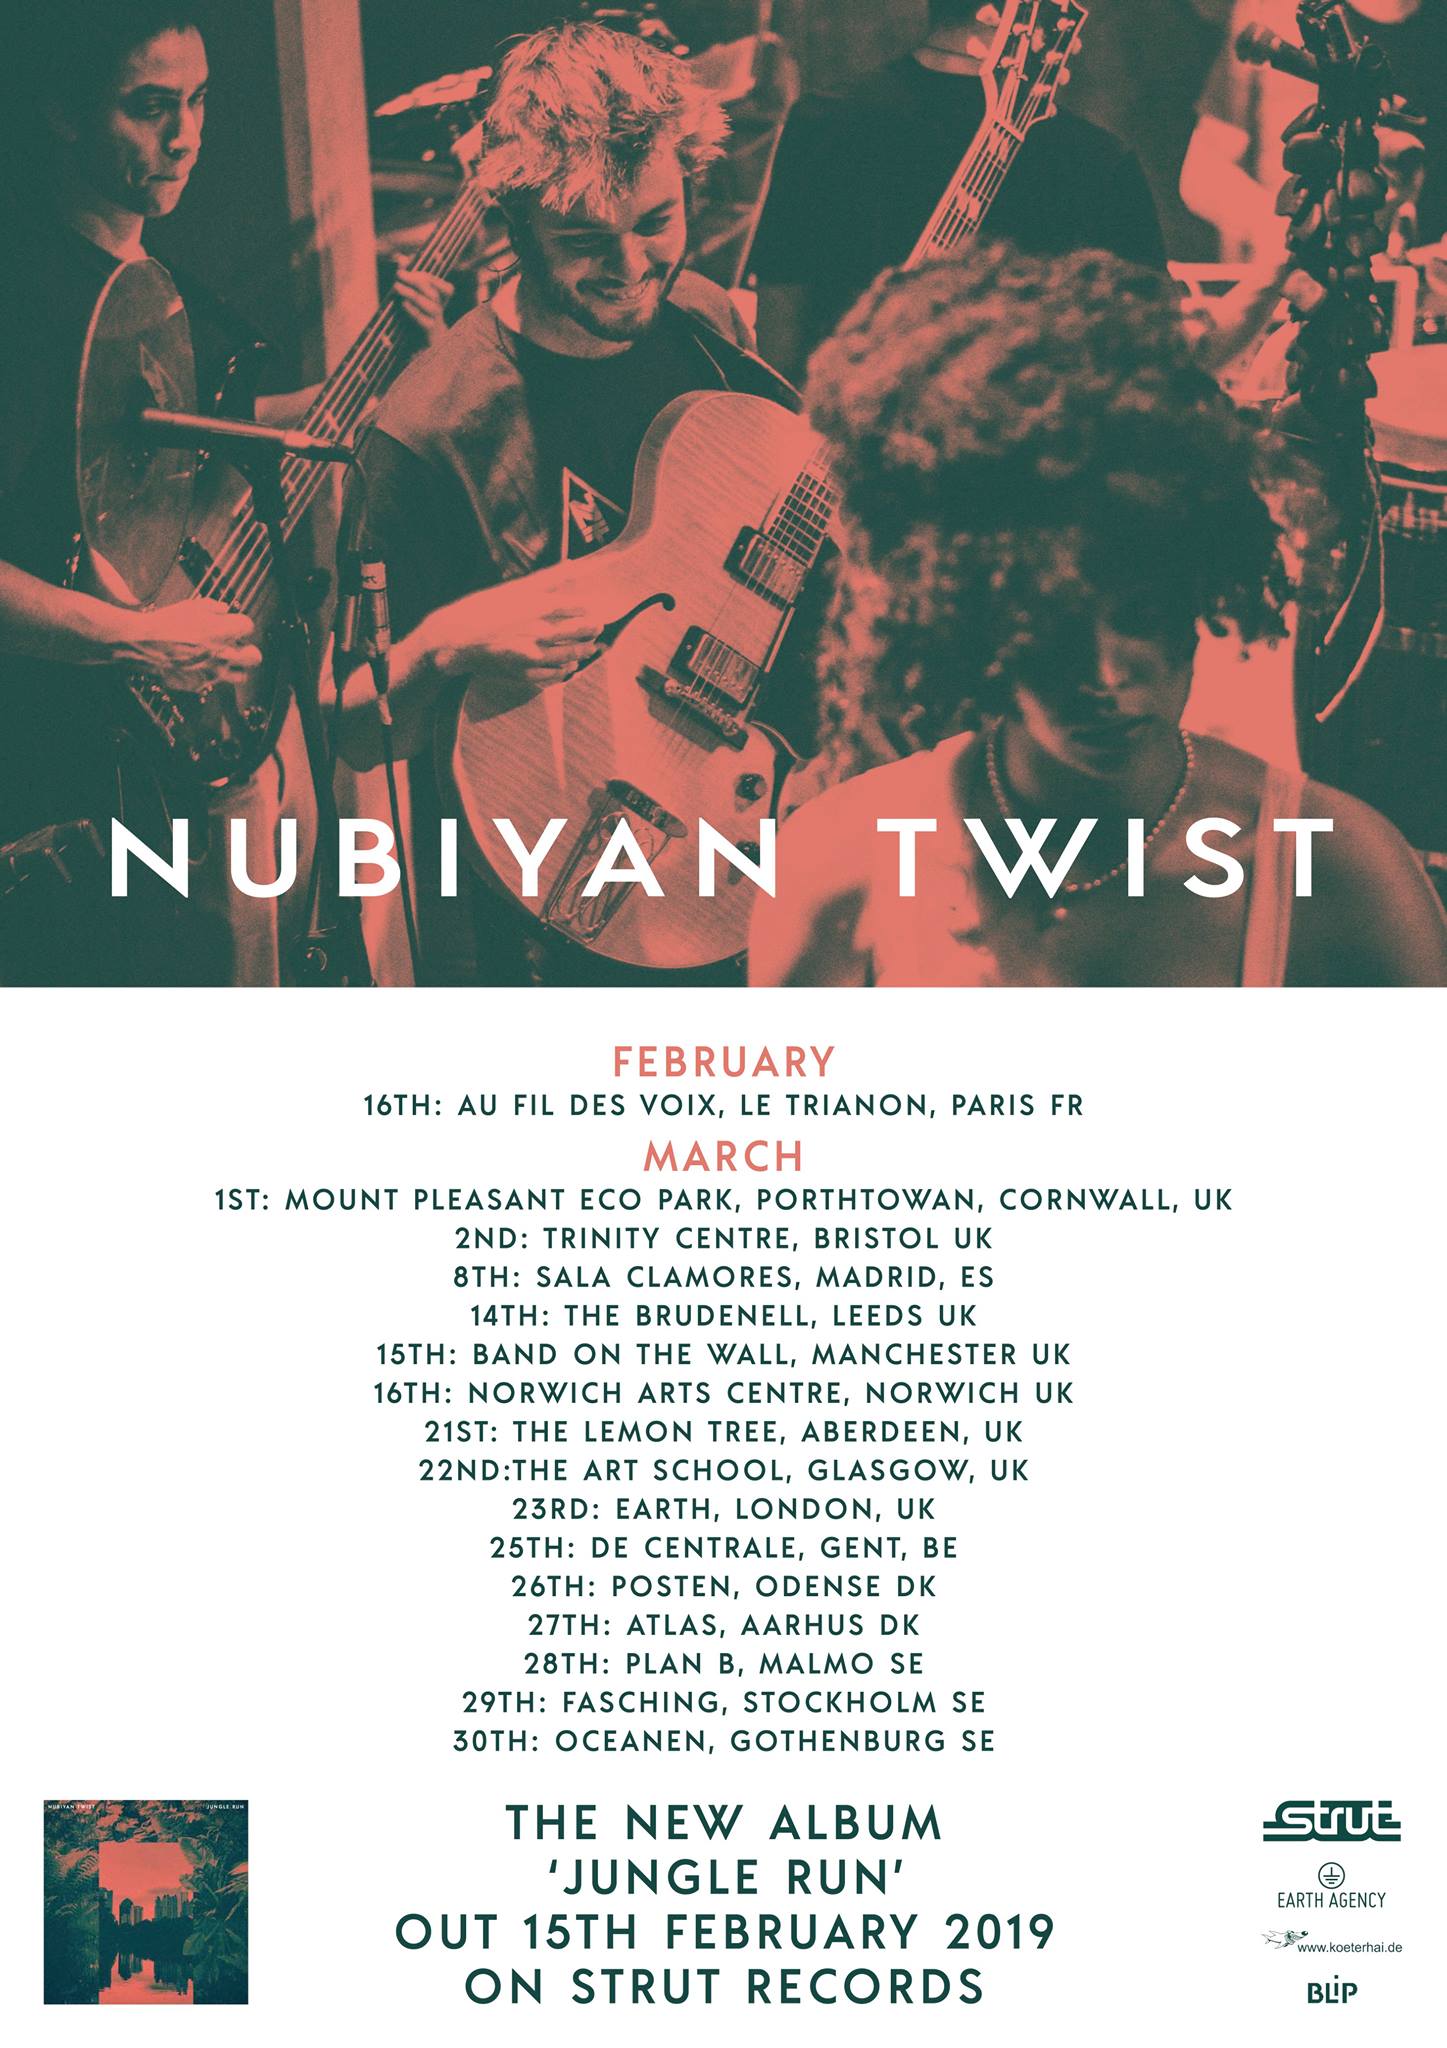 NUBIYAN TWIST
FEBRUARY
16TH: AU FIL DES VOIX, LE TRIANON, PARIS FR
MARCH
1ST: MOUNT PLEASANT ECO PARK, PORTHTOWAN, CORNWALL, UK
2ND: TRINITY CENTRE, BRISTOL UK
8TH: SALA CLAMORES, MADRID, ES
14TH: THE BRUDENELL, LEEDS UK
15TH: BAND ON THE WALL, MANCHESTER UK
16TH: NORWICH ARTS CENTRE, NORWICH UK
21ST: THE LEMON TREE, ABERDEEN, UK
22ND:THE ART SCHOOL, GLASGOW, UK
23RD: EARTH, LONDON, UK
25TH: DE CENTRALE, GENT, BE
26TH: POSTEN, ODENSE DK
27TH: ATLAS, AARHUS DK
28TH: PLAN B, MALMO SE
29TH: FASCHING, STOCKHOLM SE
30TH: OCEANEN, GOTHENBURG SE
NUBIYAN TWIST JUNGLE RUN
THE NEW ALBUM
‘JUNGLE RUN’
OUT 15TH FEBRUARY 2019
ON STRUT RECORDS
Strut
EARTH AGENCY
www.koeterhai.de
BLiP